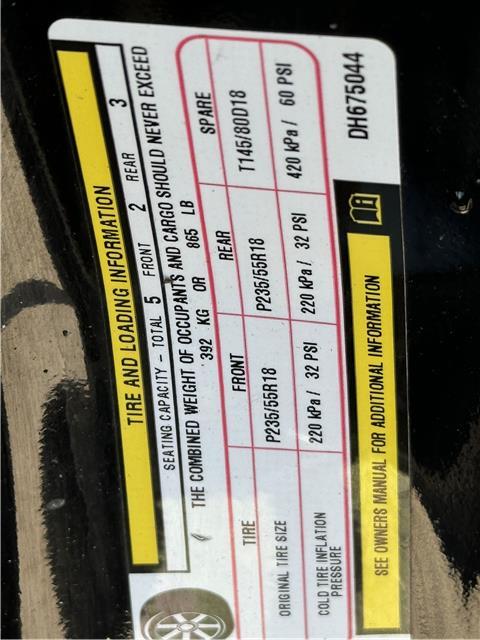 TIRE AND LOADING INFORMATION
SEATING CAPACITY - TOTAL 5 FRONT 2 REAR 3
THE COMBINED WEIGHT OF OCCUPANTS AND CARGO SHOULD NEVER EXCEED
392 KG OR 865 LB
TIRE FRONT REAR SPARE
ORIGINAL TIRE SIZE P235/55R18 P235/55R18 T145/80D18
COLD TIRE INFLATION PRESSURE 220 kPa / 32 PSI 220 kPa / 32 PSI 420 kPa / 60 PSI
SEE OWNERS MANUAL FOR ADDITIONAL INFORMATION
DH675044